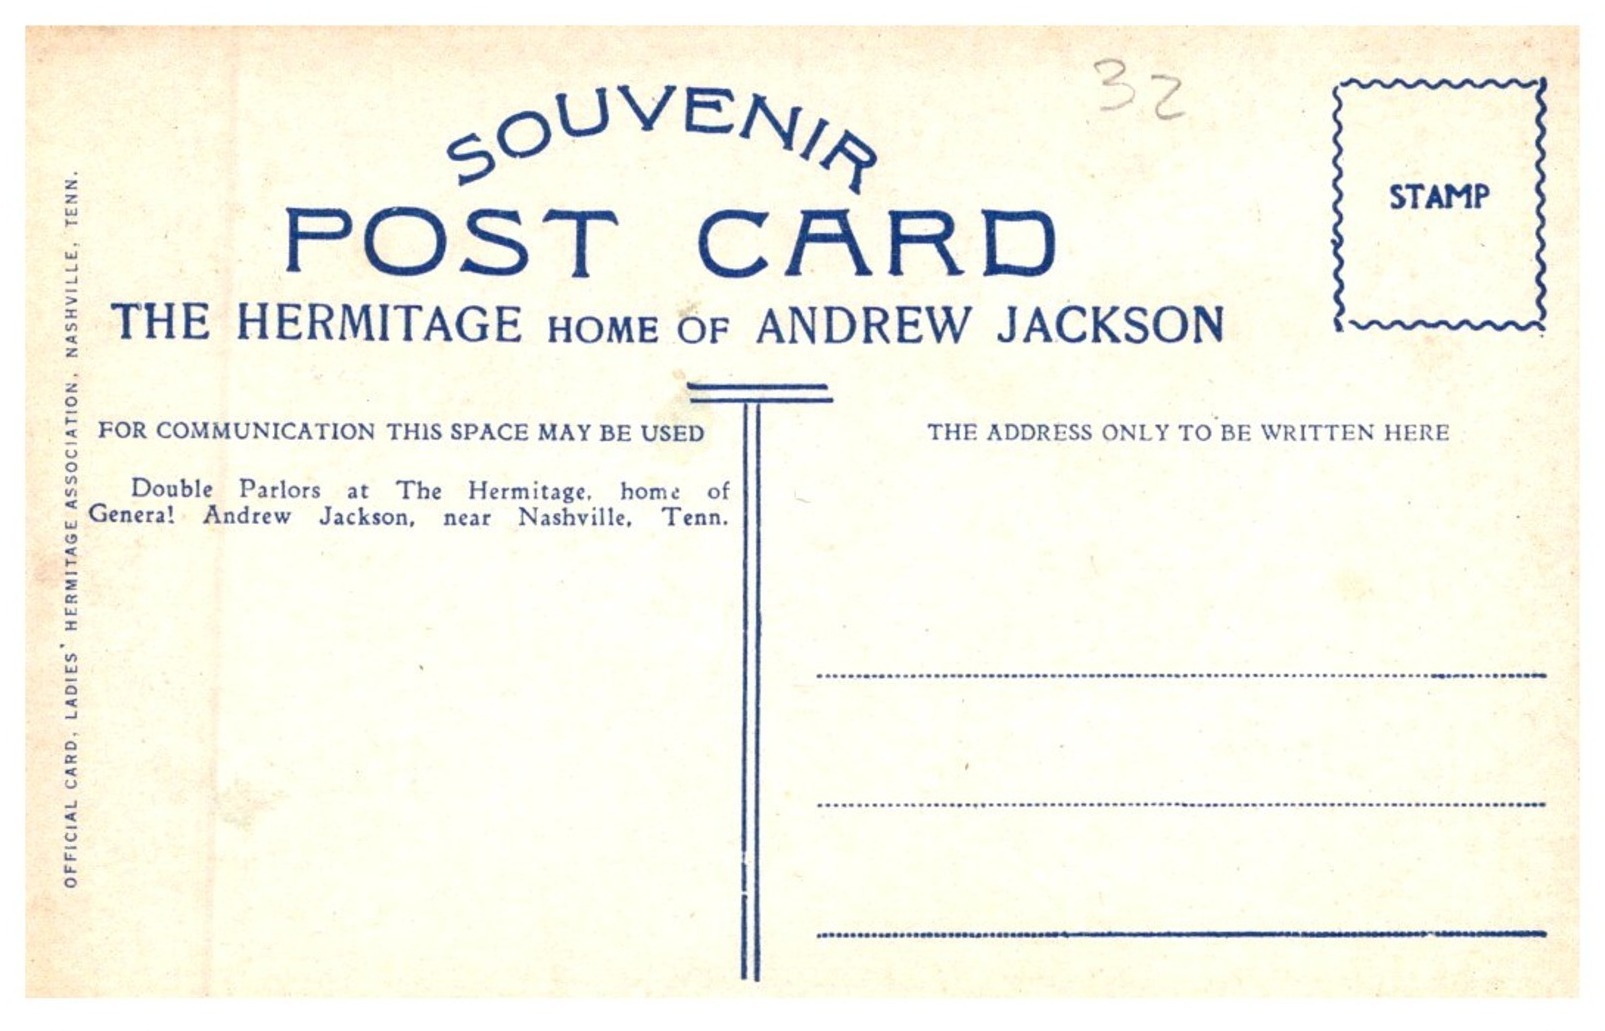 32
SOUVENIR
POST CARD
STAMP
THE HERMITAGE HOME OF ANDREW JACKSON
FOR COMMUNICATION THIS SPACE MAY BE USED
Double Parlors at The Hermitage, home of
General Andrew Jackson, near Nashville, Tenn.
THE ADDRESS ONLY TO BE WRITTEN HERE
OFFICIAL CARD, LADIES' HERMITAGE ASSOCIATION, NASHVILLE, TENN.